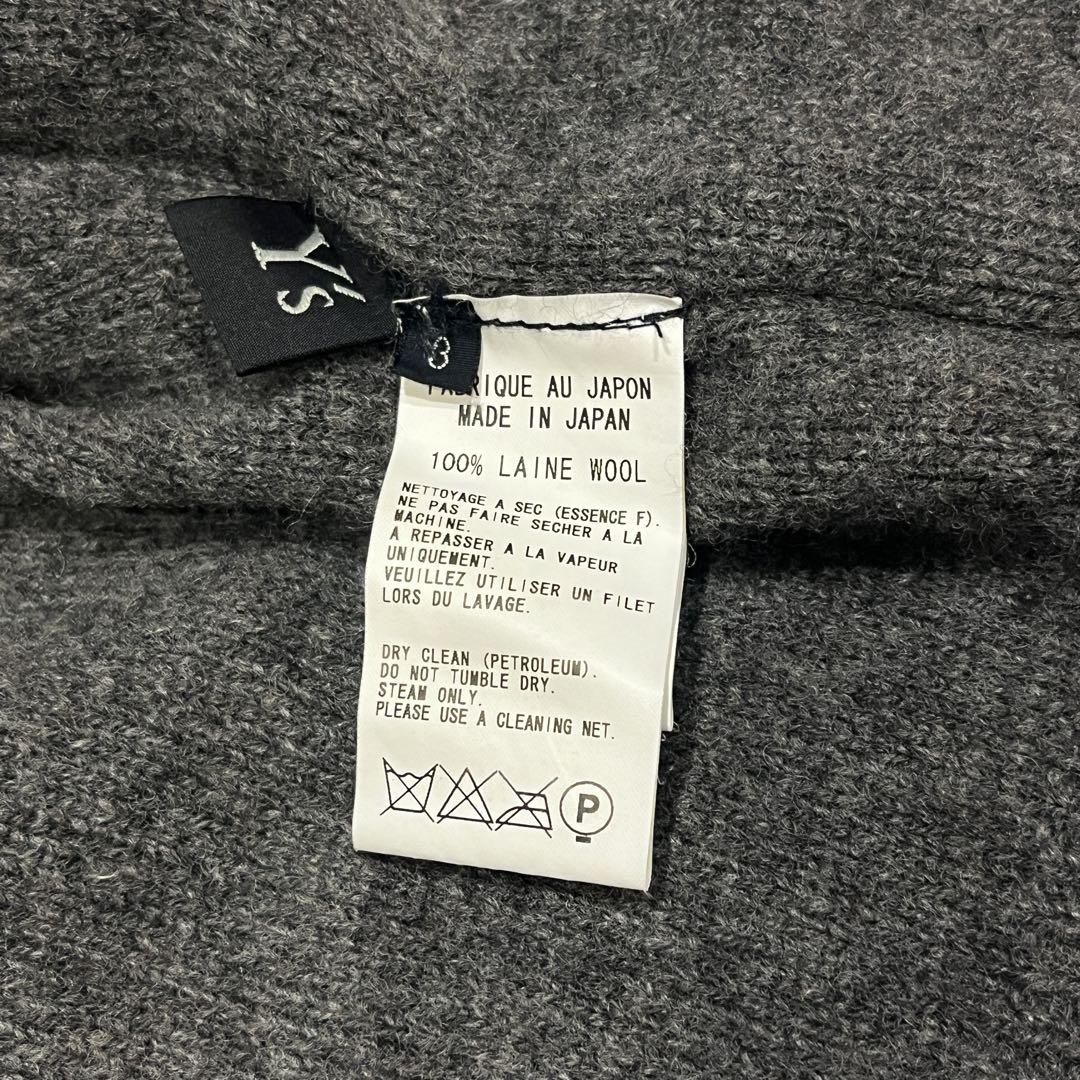 Y's
3
FABRIQUE AU JAPON
MADE IN JAPAN
100% LAINE WOOL
NETTOYAGE A SEC (ESSENCE F).
NE PAS FAIRE SECHER A LA
MACHINE.
A REPASSER A LA VAPEUR
UNIQUEMENT.
VEUILLEZ UTILISER UN FILET
LORS DU LAVAGE.
DRY CLEAN (PETROLEUM).
DO NOT TUMBLE DRY.
STEAM ONLY.
PLEASE USE A CLEANING NET.
P